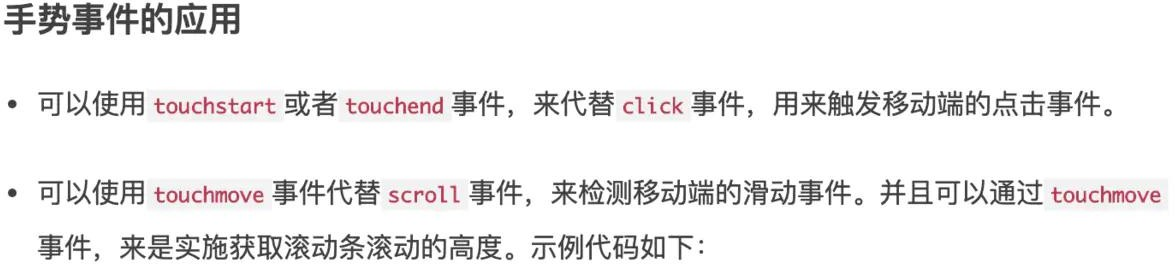 手势事件的应用
• 可以使用 touchstart 或者 touchend 事件，来代替 click 事件，用来触发移动端的点击事件。
• 可以使用 touchmove 事件代替 scroll 事件，来检测移动端的滑动事件。并且可以通过 touchmove
事件，来是实施获取滚动条滚动的高度。示例代码如下：